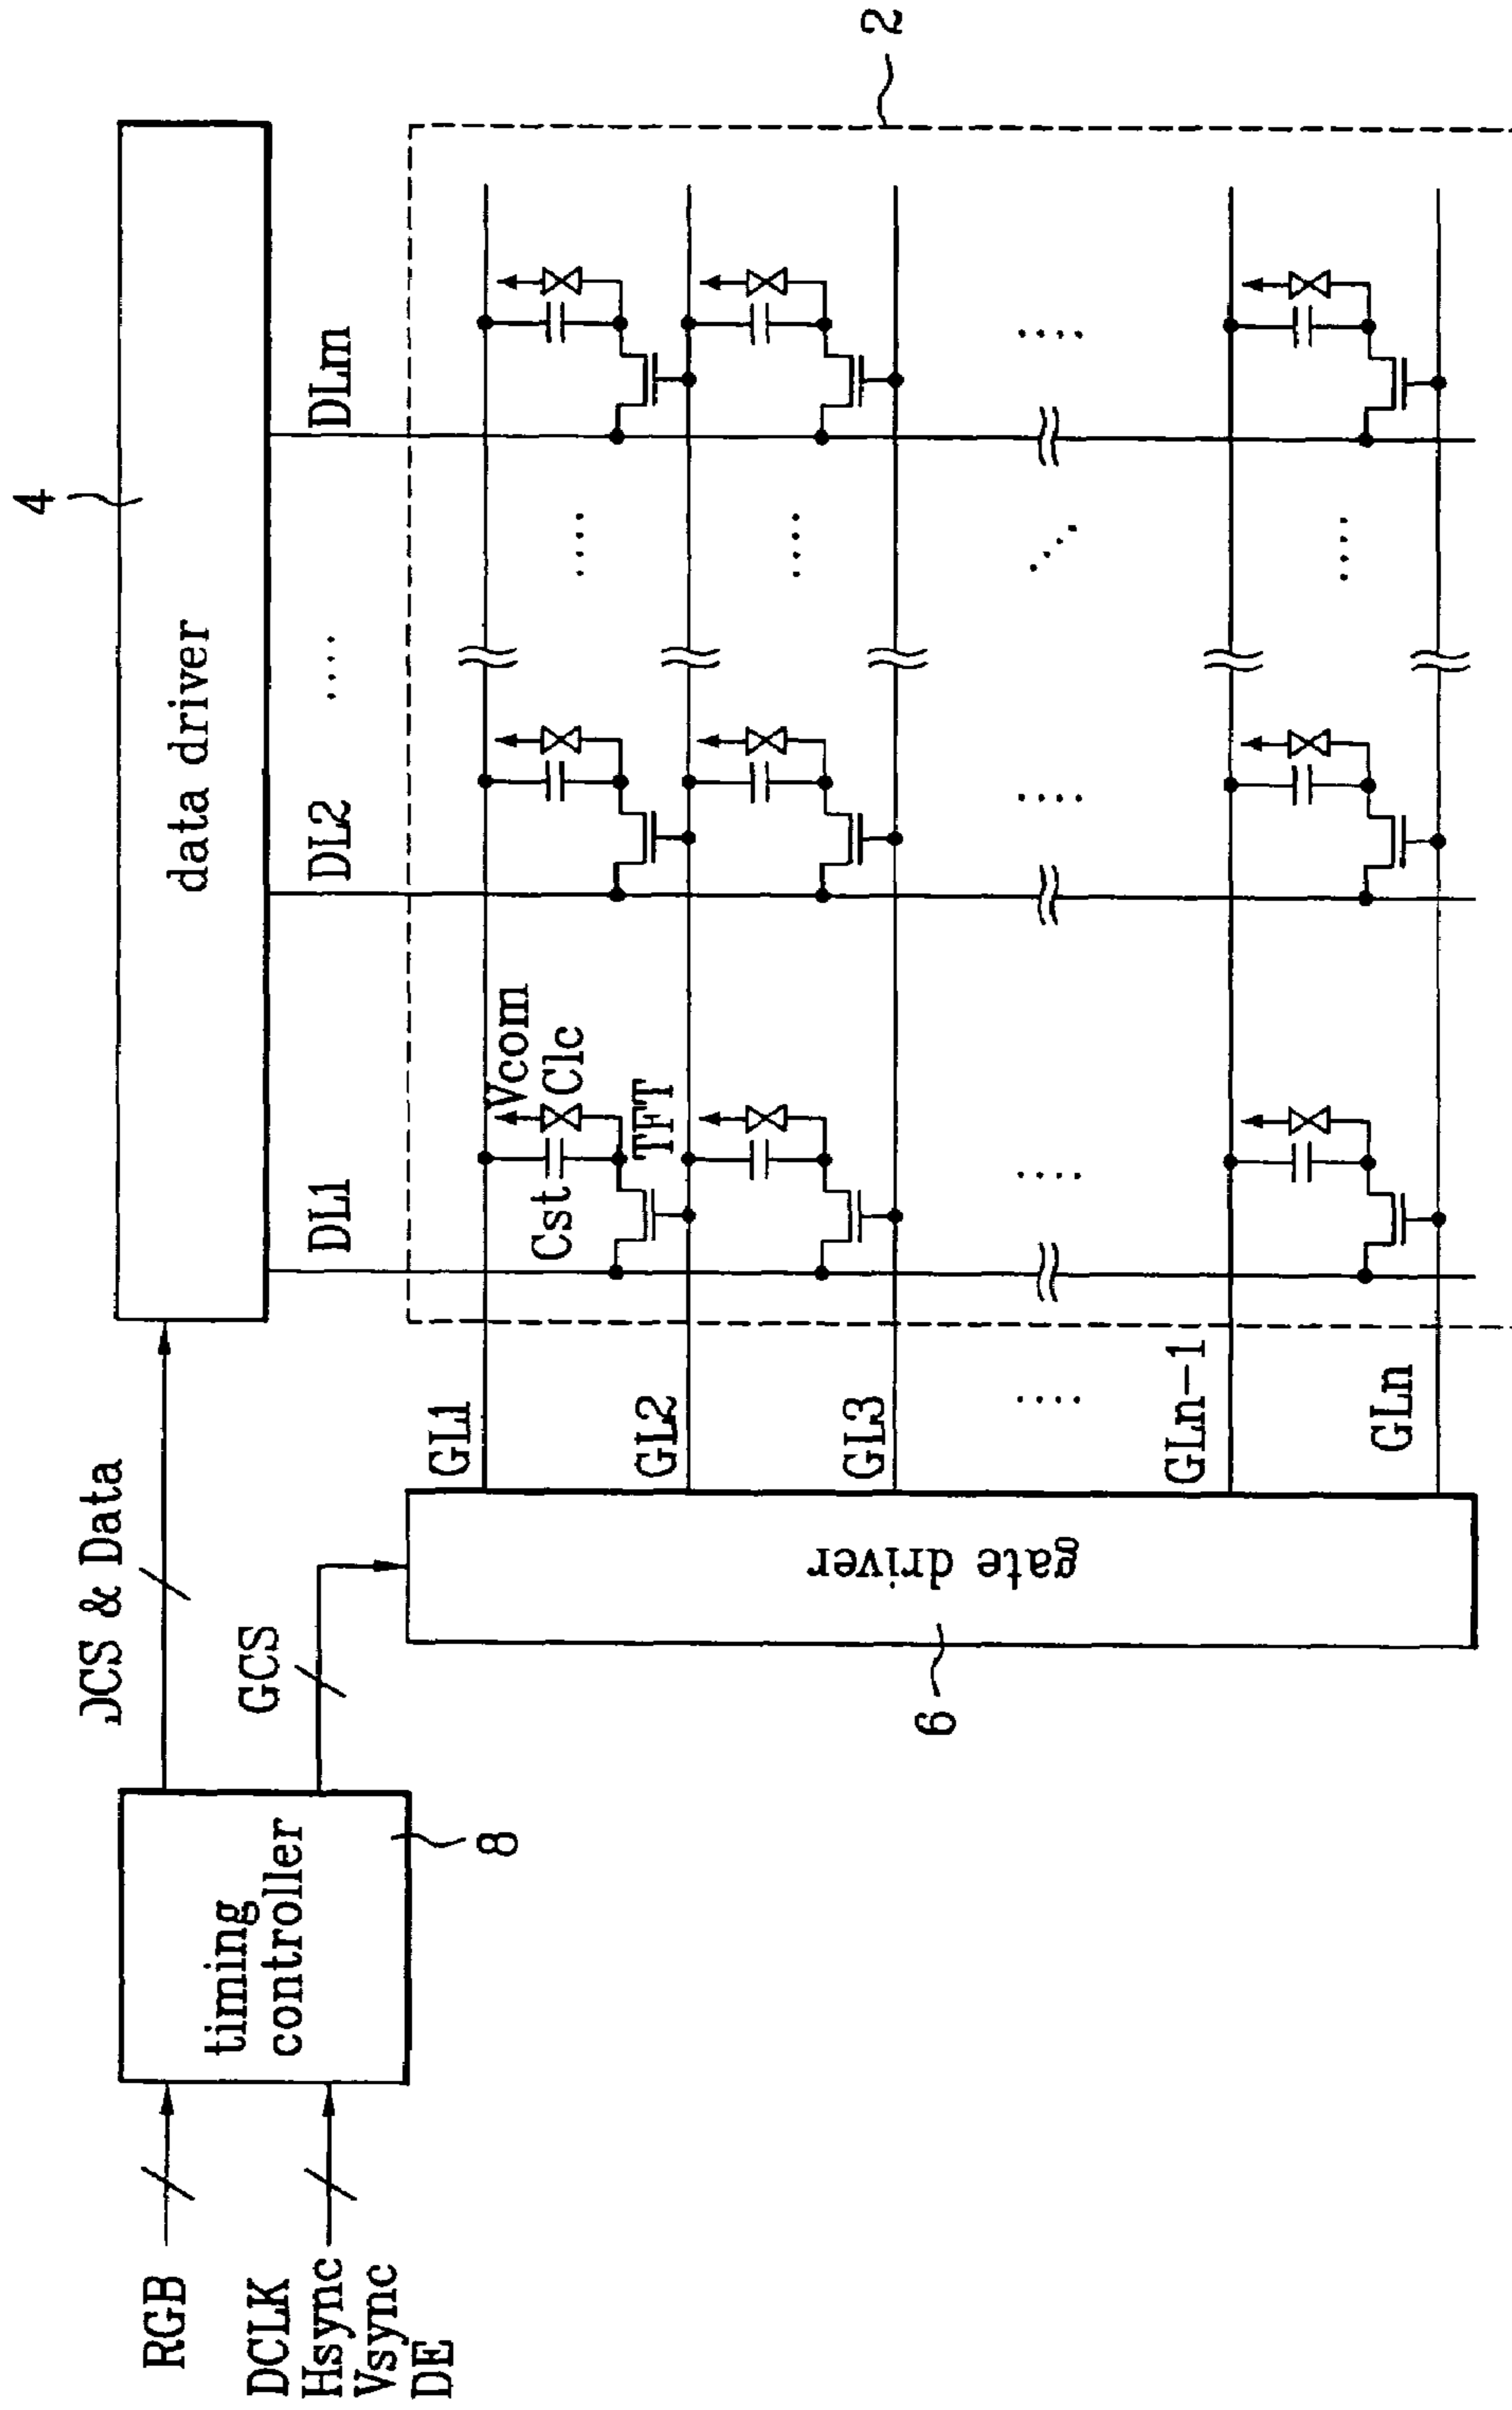 RGB
DCLK
Hsync
Vsync
DE
timing
controller
8
DCS & Data
GCS
4
data driver
gate driver
6
DL1
DL2
....
DLm
2
GL1
GL2
GL3
....
GLn-1
GLn
Vcom
Clc
Cst
TFT